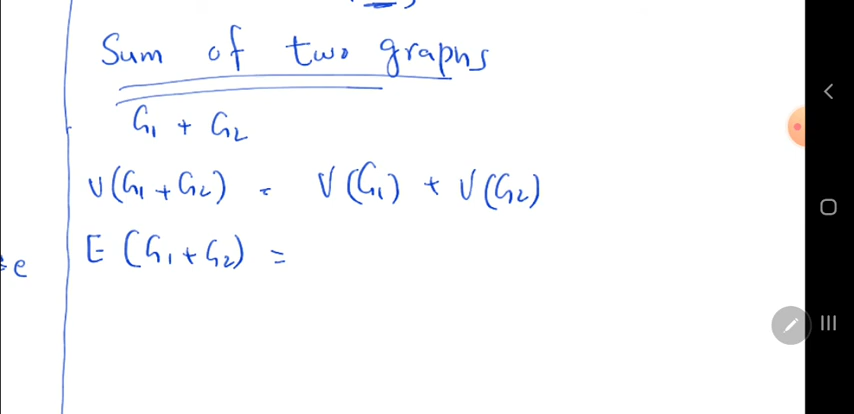 Sum of two graphs
G1 + G2
V(G1 + G2) = V(G1) + V(G2)
E (G1 + G2) =
e